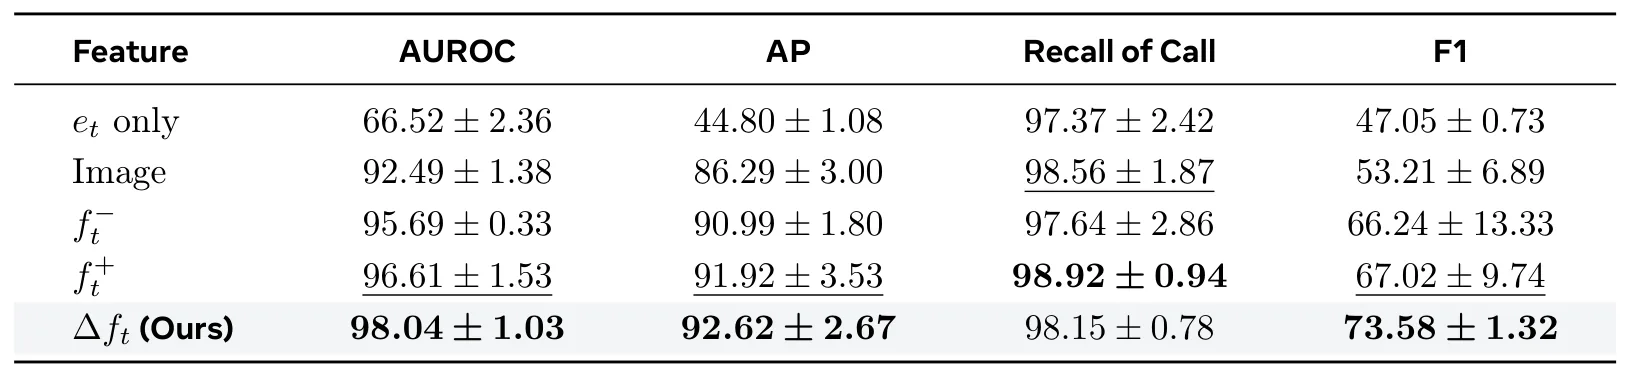 Feature AUROC AP Recall of Call F1
eₜ only 66.52 ± 2.36 44.80 ± 1.08 97.37 ± 2.42 47.05 ± 0.73
Image 92.49 ± 1.38 86.29 ± 3.00 98.56 ± 1.87 53.21 ± 6.89
fₜ⁻ 95.69 ± 0.33 90.99 ± 1.80 97.64 ± 2.86 66.24 ± 13.33
fₜ⁺ 96.61 ± 1.53 91.92 ± 3.53 98.92 ± 0.94 67.02 ± 9.74
Δfₜ (Ours) 98.04 ± 1.03 92.62 ± 2.67 98.15 ± 0.78 73.58 ± 1.32